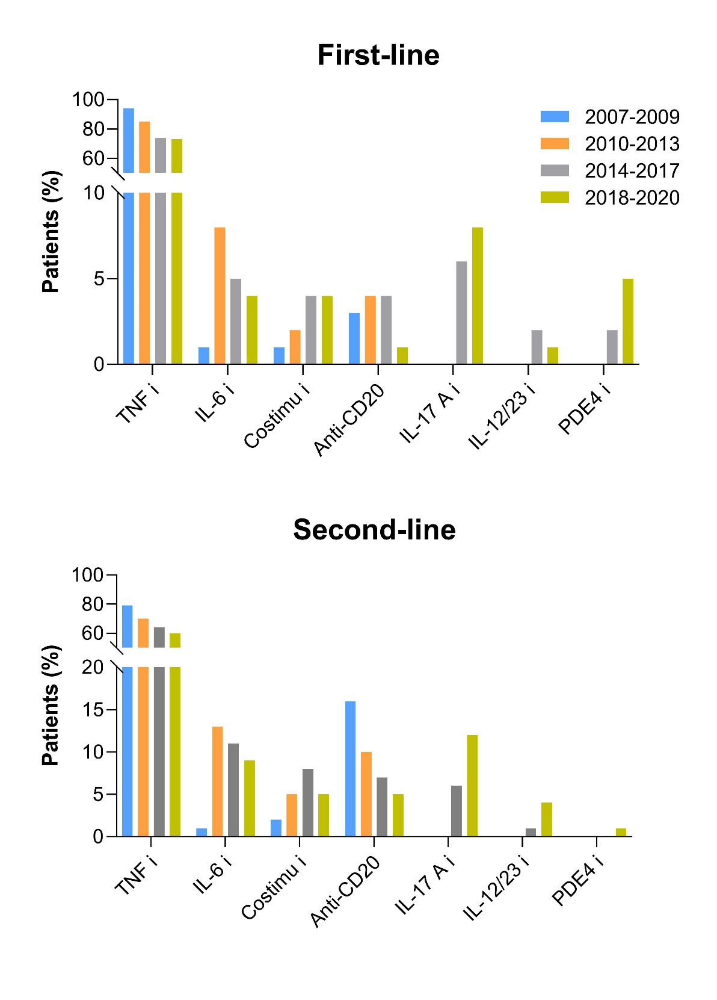 First-line
100
80
60
10
5
0
Patients (%)
2007-2009
2010-2013
2014-2017
2018-2020
TNF i
IL-6 i
Costimu i
Anti-CD20
IL-17 A i
IL-12/23 i
PDE4 i
Second-line
100
80
60
20
15
10
5
0
Patients (%)
TNF i
IL-6 i
Costimu i
Anti-CD20
IL-17 A i
IL-12/23 i
PDE4 i